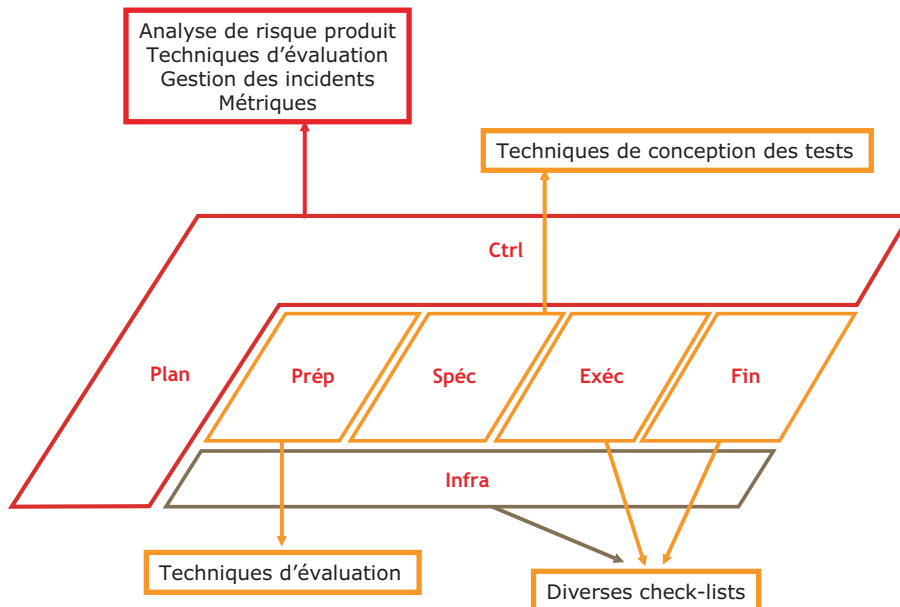 Analyse de risque produit
Techniques d’évaluation
Gestion des incidents
Métriques
Techniques de conception des tests
Ctrl
Plan
Prép
Spéc
Exéc
Fin
Infra
Techniques d’évaluation
Diverses check-lists